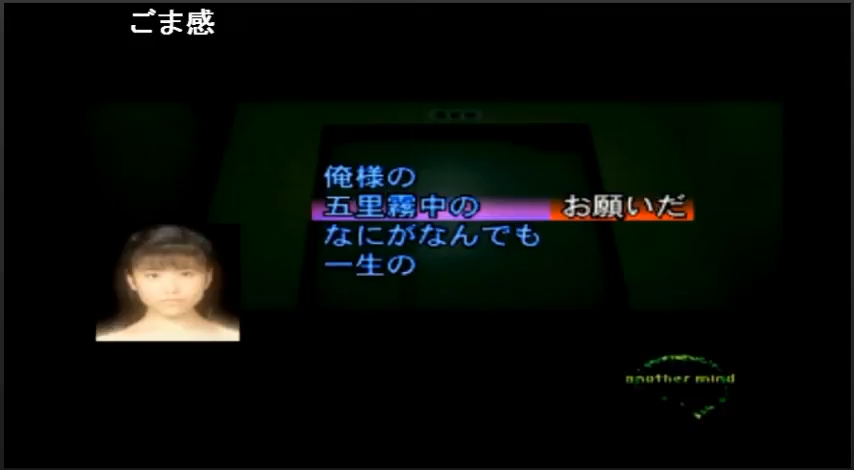 ごま感
俺様の
五里霧中の お願いだ
なにがなんでも
一生の
another mind